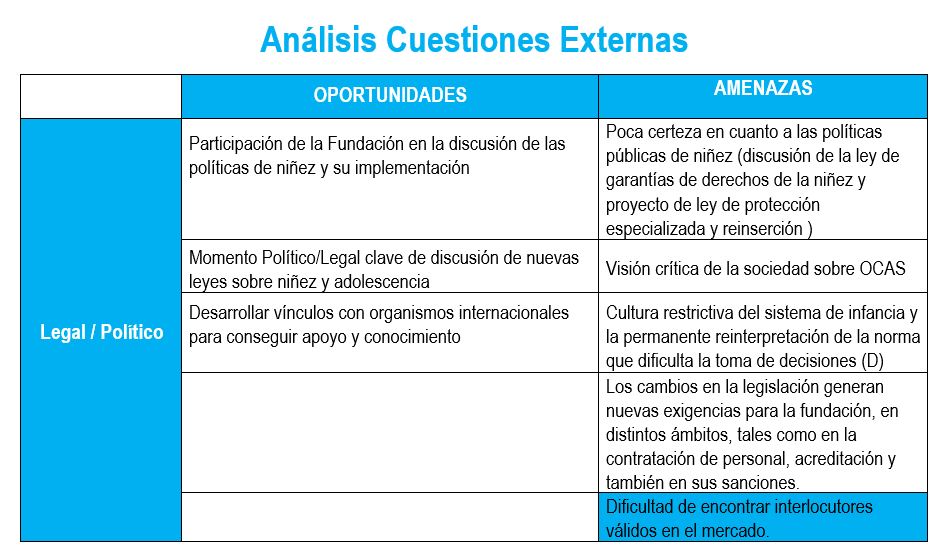 Análisis Cuestiones Externas
OPORTUNIDADES
AMENAZAS
Legal / Político
Participación de la Fundación en la discusión de las
políticas de niñez y su implementación
Poca certeza en cuanto a las políticas
públicas de niñez (discusión de la ley de
garantías de derechos de la niñez y
proyecto de ley de protección
especializada y reinserción )
Momento Político/Legal clave de discusión de nuevas
leyes sobre niñez y adolescencia
Visión crítica de la sociedad sobre OCAS
Desarrollar vínculos con organismos internacionales
para conseguir apoyo y conocimiento
Cultura restrictiva del sistema de infancia y
la permanente reinterpretación de la norma
que dificulta la toma de decisiones (D)
Los cambios en la legislación generan
nuevas exigencias para la fundación, en
distintos ámbitos, tales como en la
contratación de personal, acreditación y
también en sus sanciones.
Dificultad de encontrar interlocutores
válidos en el mercado.